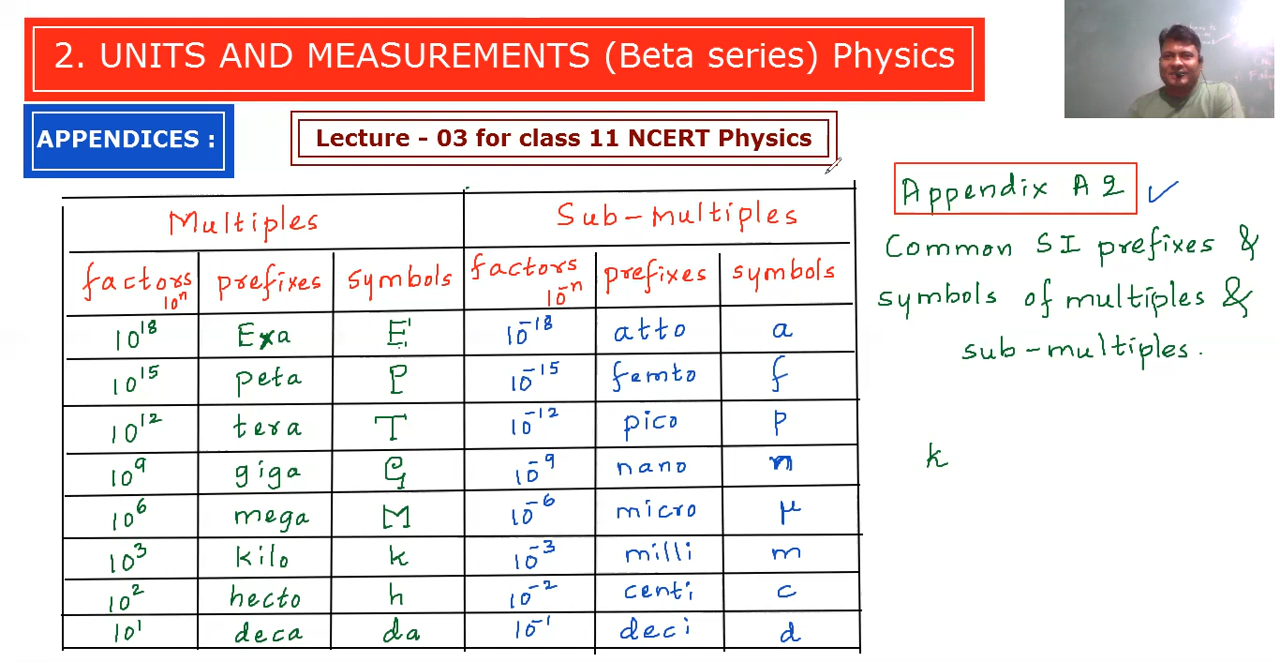 2. UNITS AND MEASUREMENTS (Beta series) Physics
APPENDICES :
Lecture - 03 for class 11 NCERT Physics
Appendix A2 ✓
Common SI prefixes &
symbols of multiples &
sub-multiples.
k
Multiples Sub-multiples
factors 10ⁿ prefixes symbols factors 10⁻ⁿ prefixes symbols
10¹⁸ Exa E 10⁻¹⁸ atto a
10¹⁵ peta P 10⁻¹⁵ femto f
10¹² tera T 10⁻¹² pico p
10⁹ giga G 10⁻⁹ nano n
10⁶ mega M 10⁻⁶ micro μ
10³ kilo k 10⁻³ milli m
10² hecto h 10⁻² centi c
10¹ deca da 10⁻¹ deci d